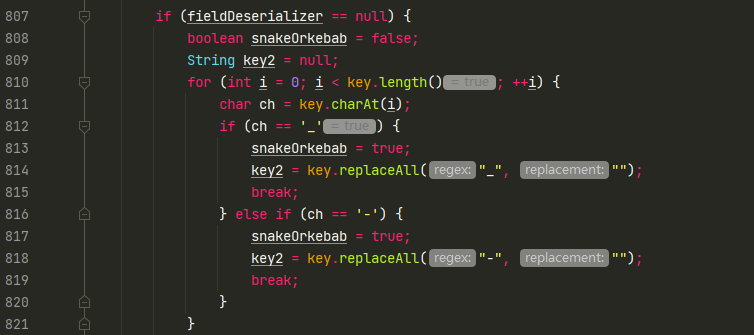 807 if (fieldDeserializer == null) {
808 boolean snakeOrkebab = false;
809 String key2 = null;
810 for (int i = 0; i < key.length() = true ; ++i) {
811 char ch = key.charAt(i);
812 if (ch == '_' = true ) {
813 snakeOrkebab = true;
814 key2 = key.replaceAll( regex: "_", replacement: "");
815 break;
816 } else if (ch == '-') {
817 snakeOrkebab = true;
818 key2 = key.replaceAll( regex: "-", replacement: "");
819 break;
820 }
821 }